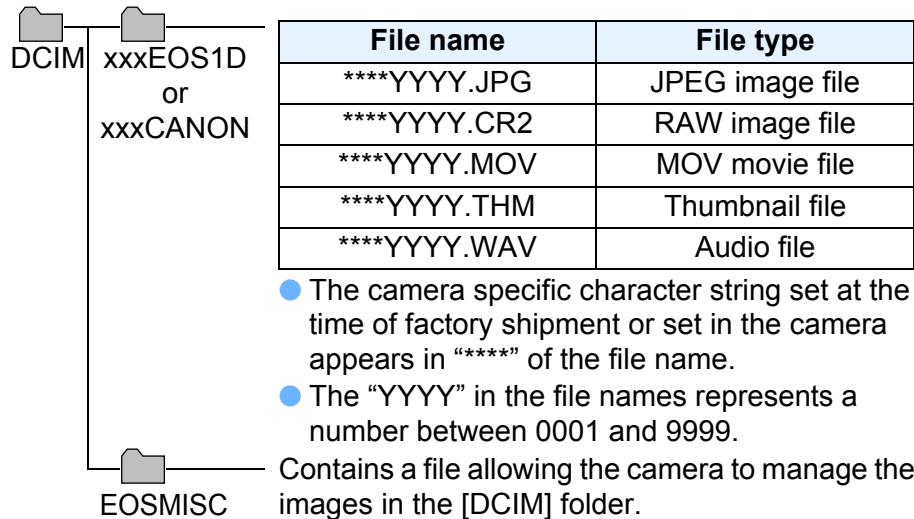 DCIM
xxxEOS1D
or
xxxCANON
File name File type
****YYYY.JPG JPEG image file
****YYYY.CR2 RAW image file
****YYYY.MOV MOV movie file
****YYYY.THM Thumbnail file
****YYYY.WAV Audio file
● The camera specific character string set at the
time of factory shipment or set in the camera
appears in “****” of the file name.
● The “YYYY” in the file names represents a
number between 0001 and 9999.
EOSMISC
Contains a file allowing the camera to manage the
images in the [DCIM] folder.